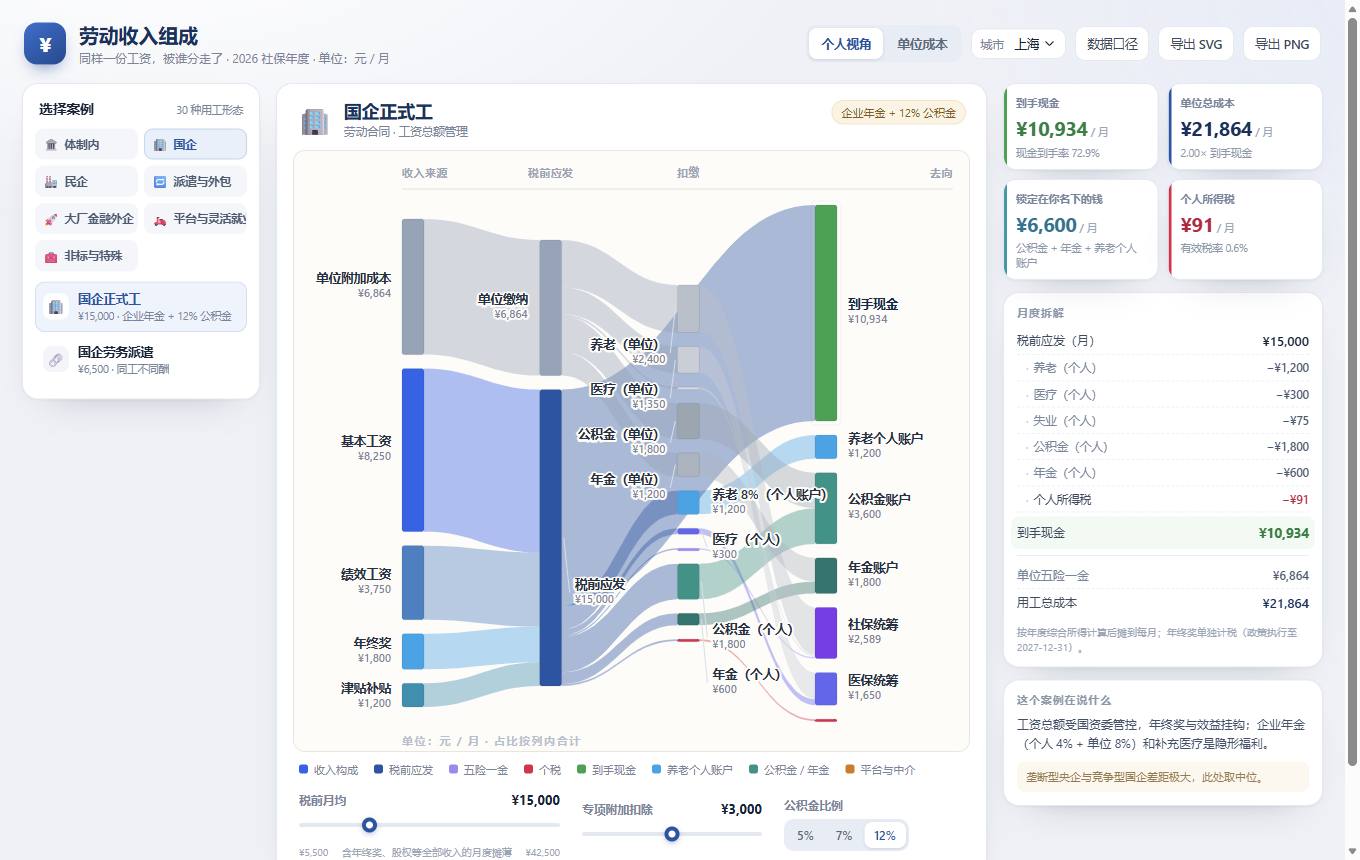 ¥
劳动收入组成
同样一份工资，被谁分走了 · 2026 社保年度 · 单位：元 / 月
个人视角
单位成本
城市
上海
数据口径
导出 SVG
导出 PNG
选择案例
30 种用工形态
体制内
国企
民企
派遣与外包
大厂金融外企
平台与灵活就业
非标与特殊
国企正式工
¥15,000 · 企业年金 + 12% 公积金
国企劳务派遣
¥6,500 · 同工不同酬
国企正式工
劳动合同 · 工资总额管理
企业年金 + 12% 公积金
收入来源
税前应发
扣缴
去向
单位附加成本
¥6,864
基本工资
¥8,250
绩效工资
¥3,750
年终奖
¥1,800
津贴补贴
¥1,200
单位缴纳
¥6,864
税前应发
¥15,000
养老（单位）
¥2,400
医疗（单位）
¥1,350
公积金（单位）
¥1,800
年金（单位）
¥1,200
养老 8%（个人账户）
¥1,200
医疗（个人）
¥300
公积金（个人）
¥1,800
年金（个人）
¥600
到手现金
¥10,934
养老个人账户
¥1,200
公积金账户
¥3,600
年金账户
¥1,800
社保统筹
¥2,589
医保统筹
¥1,650
单位：元 / 月 · 占比按列内合计
收入构成
税前应发
五险一金
个税
到手现金
养老个人账户
公积金 / 年金
平台与中介
税前月均
¥15,000
¥5,500
含年终奖、股权等全部收入的月度摊薄
¥42,500
专项附加扣除
¥3,000
公积金比例
5%
7%
12%
到手现金
¥10,934 / 月
现金到手率 72.9%
单位总成本
¥21,864 / 月
2.00× 到手现金
锁定在你名下的钱
¥6,600 / 月
公积金 + 年金 + 养老个人
账户
个人所得税
¥91 / 月
有效税率 0.6%
月度拆解
税前应发（月）
¥15,000
· 养老（个人）
−¥1,200
· 医疗（个人）
−¥300
· 失业（个人）
−¥75
· 公积金（个人）
−¥1,800
· 年金（个人）
−¥600
· 个人所得税
−¥91
到手现金
¥10,934
单位五险一金
¥6,864
用工总成本
¥21,864
按年度综合所得计算后摊到每月；年终奖单独计税（政策执行至
2027-12-31）。
这个案例在说什么
工资总额受国资委管控，年终奖与效益挂钩；企业年金
（个人 4% + 单位 8%）和补充医疗是隐形福利。
垄断型央企与竞争型国企差距极大，此处取中位。